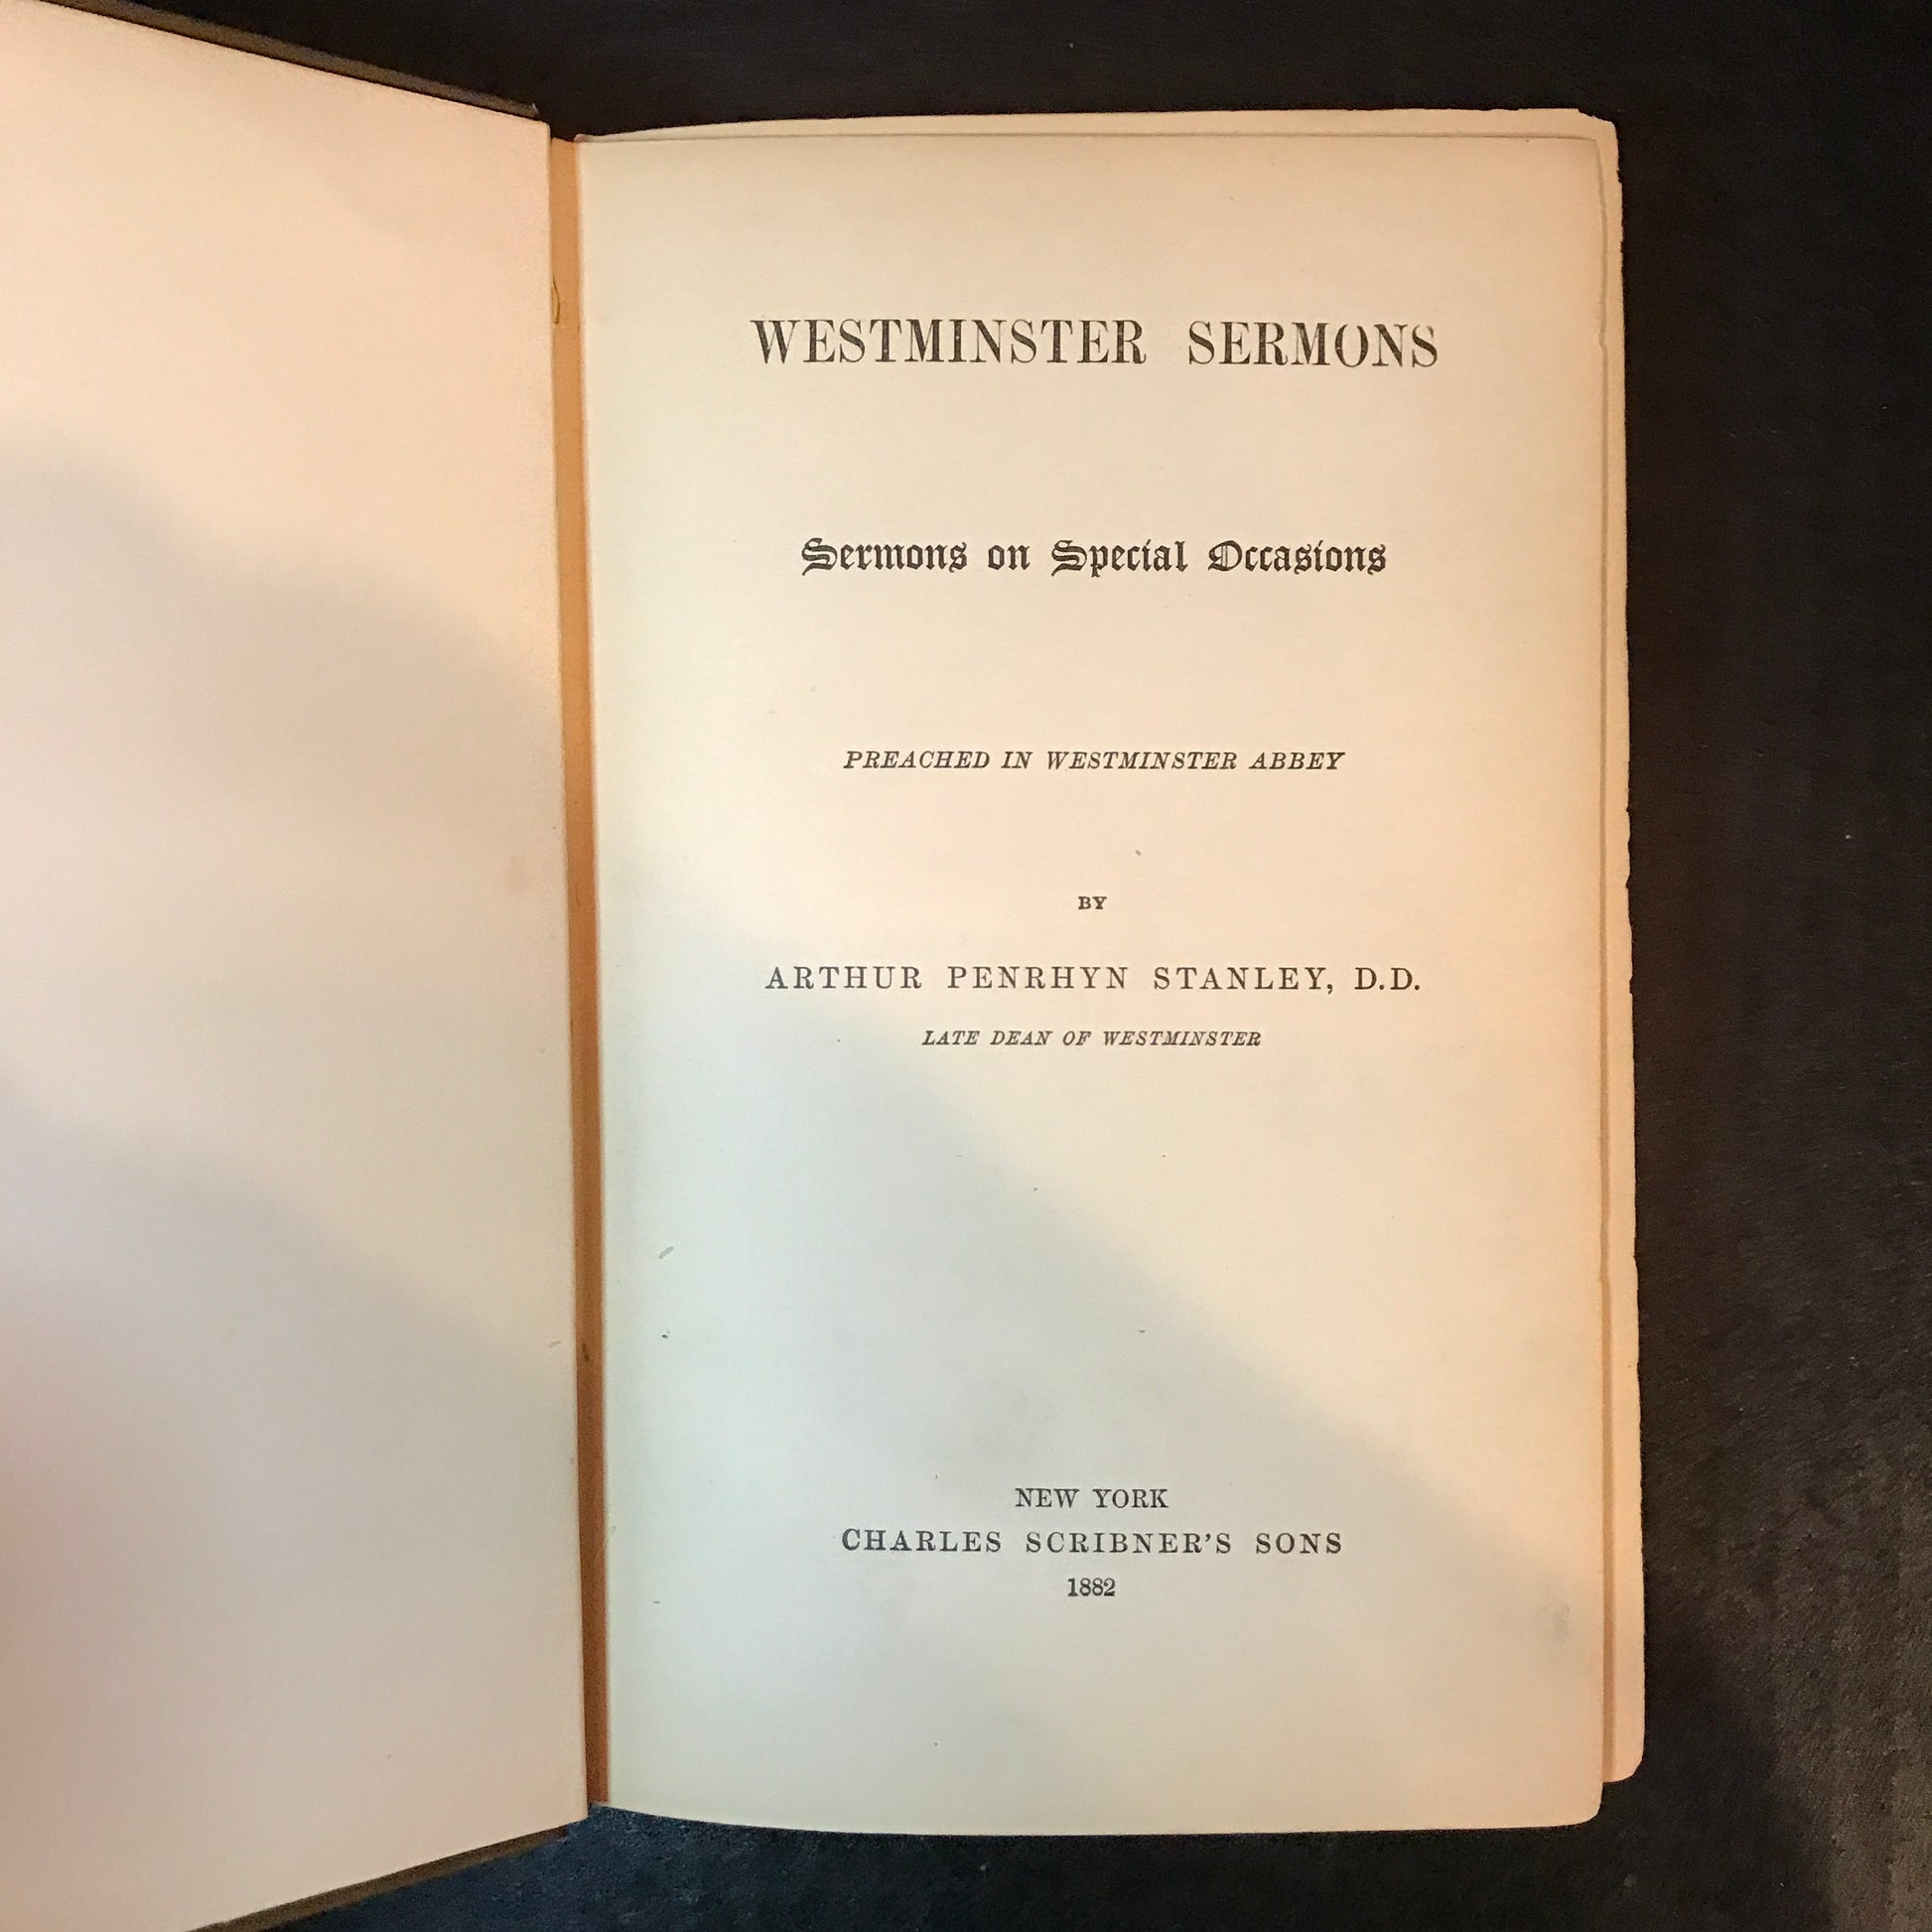 WESTMINSTER SERMONS
Sermons on Special Occasions
PREACHED IN WESTMINSTER ABBEY
BY
ARTHUR PENRHYN STANLEY, D.D.
LATE DEAN OF WESTMINSTER
NEW YORK
CHARLES SCRIBNER'S SONS
1882